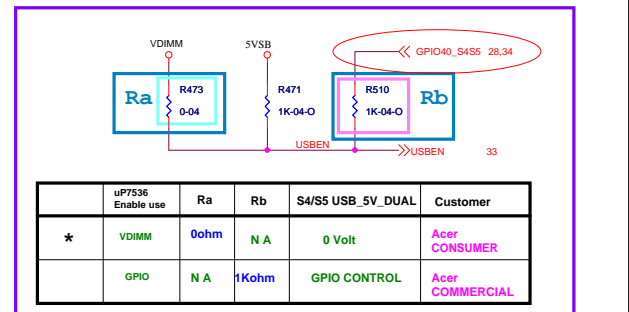 VDIMM
5VSB
GPIO40_S4S5 28,34
Ra
R473
0-04
R471
1K-04-O
R510
1K-04-O
Rb
USBEN
USBEN 33
uP7536 Enable use Ra Rb S4/S5 USB_5V_DUAL Customer
* VDIMM 0ohm N A 0 Volt Acer CONSUMER
GPIO N A 1Kohm GPIO CONTROL Acer COMMERCIAL